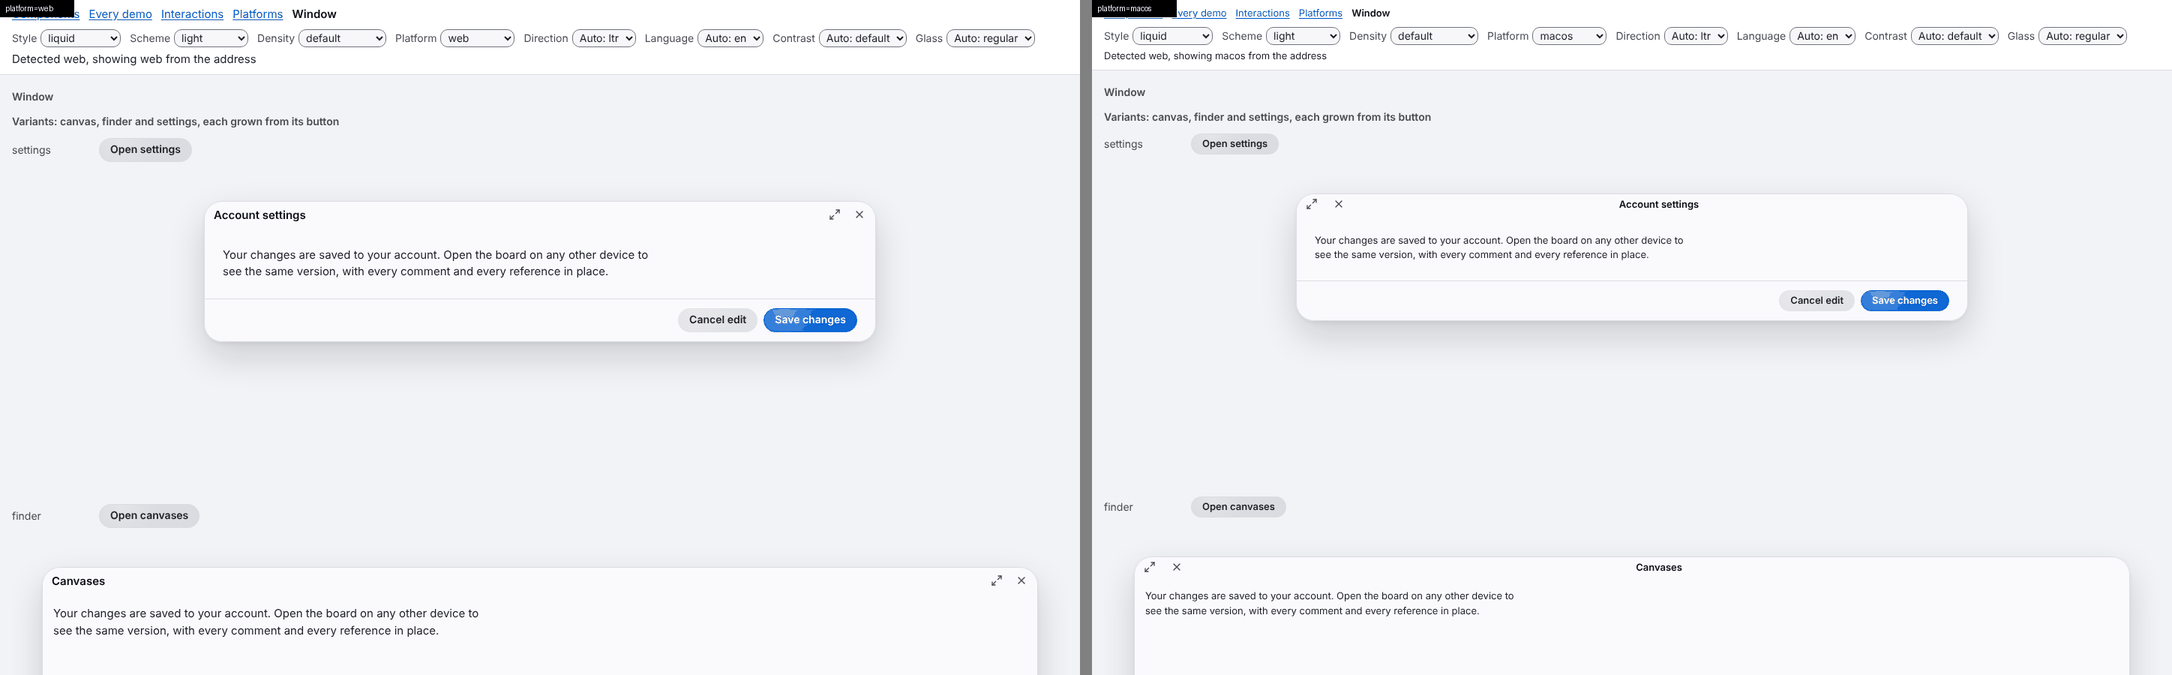 platform=web
Every demo Interactions Platforms Window
Style liquid Scheme light Density default Platform web Direction Auto: ltr Language Auto: en Contrast Auto: default Glass Auto: regular
Detected web, showing web from the address
Window
Variants: canvas, finder and settings, each grown from its button
settings Open settings
Account settings
Your changes are saved to your account. Open the board on any other device to
see the same version, with every comment and every reference in place.
Cancel edit Save changes
finder Open canvases
Canvases
Your changes are saved to your account. Open the board on any other device to
see the same version, with every comment and every reference in place.
platform=macos
Every demo Interactions Platforms Window
Style liquid Scheme light Density default Platform macos Direction Auto: ltr Language Auto: en Contrast Auto: default Glass Auto: regular
Detected web, showing macos from the address
Window
Variants: canvas, finder and settings, each grown from its button
settings Open settings
Account settings
Your changes are saved to your account. Open the board on any other device to
see the same version, with every comment and every reference in place.
Cancel edit Save changes
finder Open canvases
Canvases
Your changes are saved to your account. Open the board on any other device to
see the same version, with every comment and every reference in place.